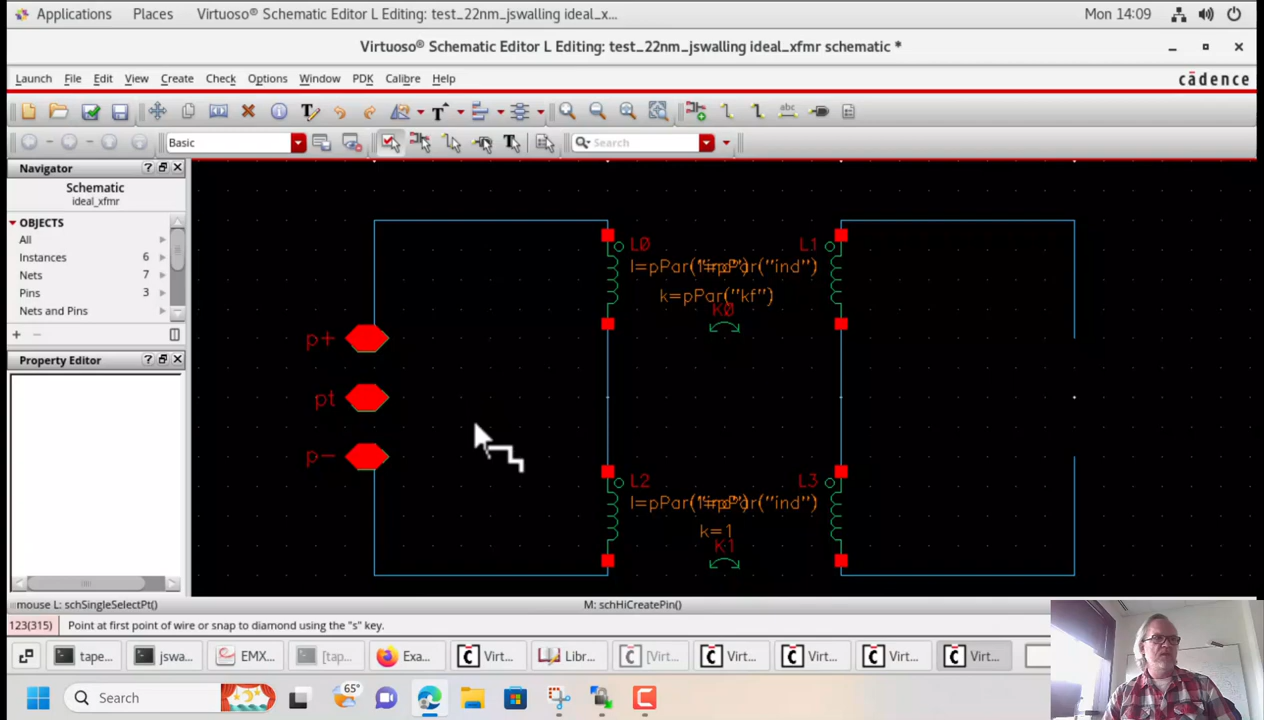 Applications Places Virtuoso® Schematic Editor L Editing: test_22nm_jswalling ideal_x... Mon 14:09
Virtuoso® Schematic Editor L Editing: test_22nm_jswalling ideal_xfmr schematic *
Launch File Edit View Create Check Options Window PDK Calibre Help cādence
Basic Search
Navigator
Schematic
ideal_xfmr
OBJECTS
All
Instances 6
Nets 7
Pins 3
Nets and Pins
Property Editor
L0 L1
k=pPar("kf")
K0
p+
pt
p-
L2 L3
k=1
K1
mouse L: schSingleSelectPt() M: schHiCreatePin()
123(315) Point at first point of wire or snap to diamond using the "s" key.
tape... jswa... EMX... [tap... Exa... Virt... Libr... [Virt... Virt... Virt... Virt... Virt...
65°
Search